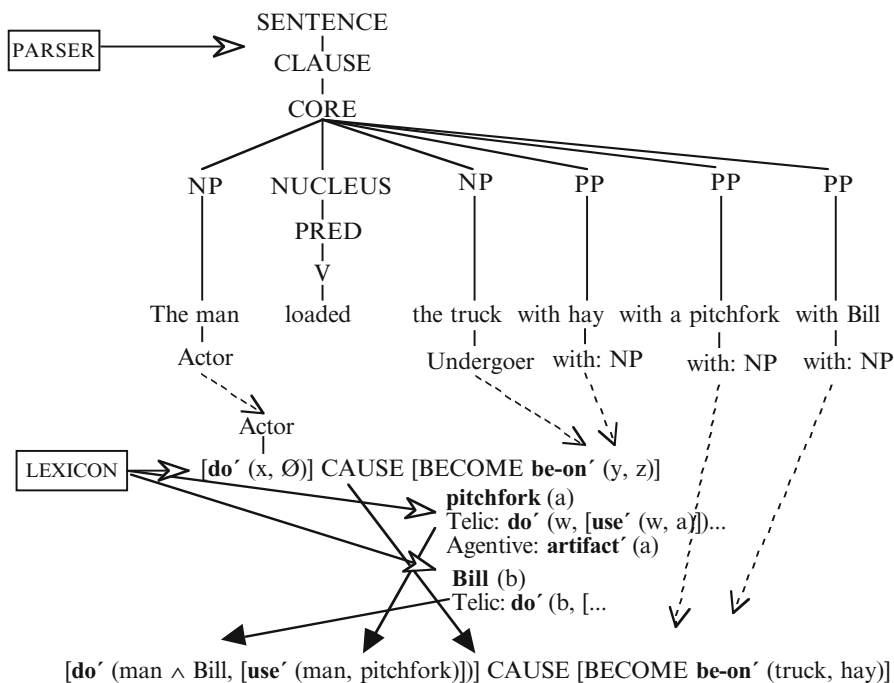 SENTENCE
PARSER
CLAUSE
CORE
NP NUCLEUS NP PP PP PP
PRED
V
The man loaded the truck with hay with a pitchfork with Bill
Actor Undergoer with: NP with: NP with: NP
Actor
LEXICON [do´ (x, Ø)] CAUSE [BECOME be-on´ (y, z)]
pitchfork (a)
Telic: do´ (w, [use´ (w, a)])...
Agentive: artifact´ (a)
Bill (b)
Telic: do´ (b, [...
[do´ (man ∧ Bill, [use´ (man, pitchfork)])] CAUSE [BECOME be-on´ (truck, hay)]